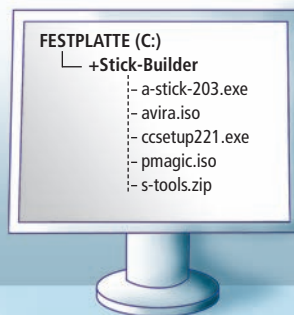 FESTPLATTE (C:)
+Stick-Builder
a-stick-203.exe
avira.iso
ccsetup221.exe
pmagic.iso
s-tools.zip